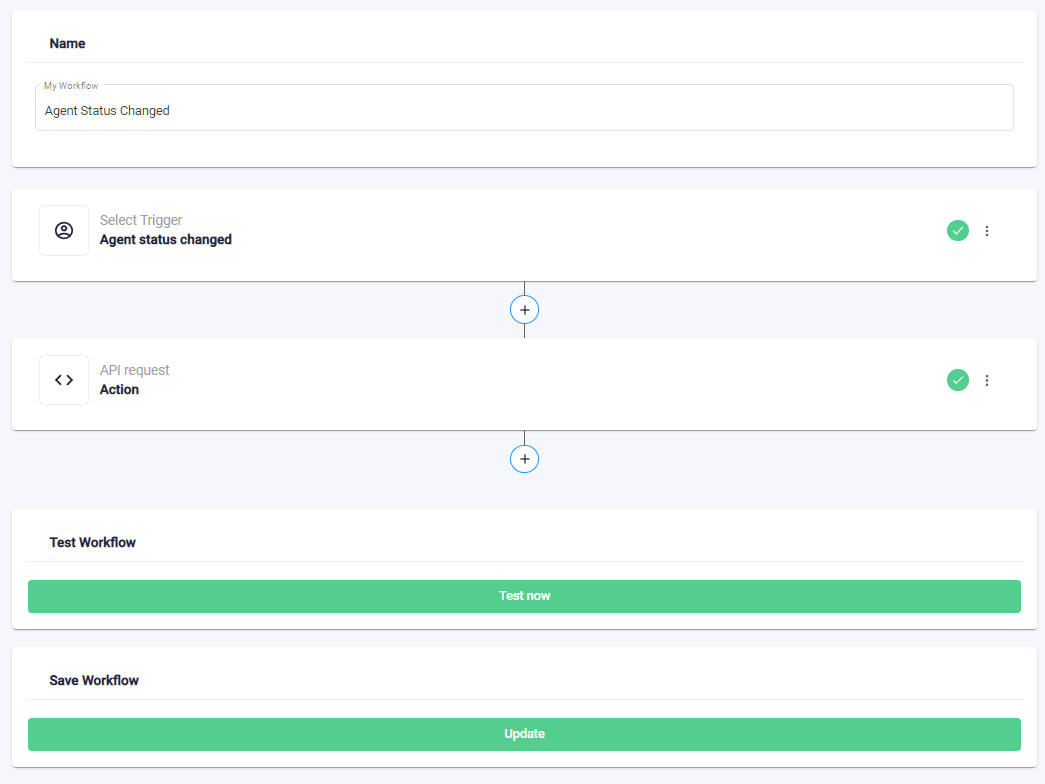 Name
My Workflow
Agent Status Changed
Select Trigger
Agent status changed
API request
Action
Test Workflow
Test now
Save Workflow
Update